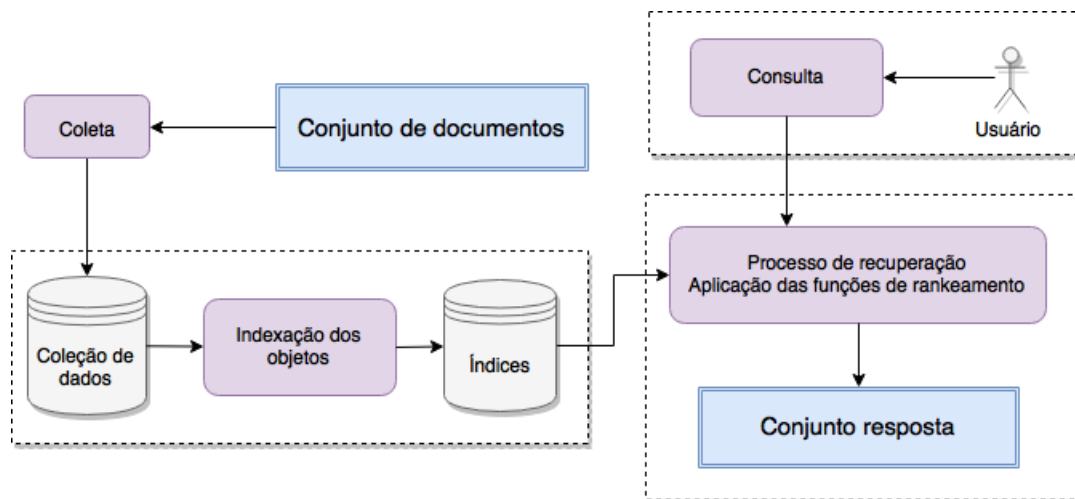 Consulta
Usuário
Coleta
Conjunto de documentos
Processo de recuperação
Aplicação das funções de rankeamento
Coleção de
dados
Indexação dos
objetos
Índices
Conjunto resposta